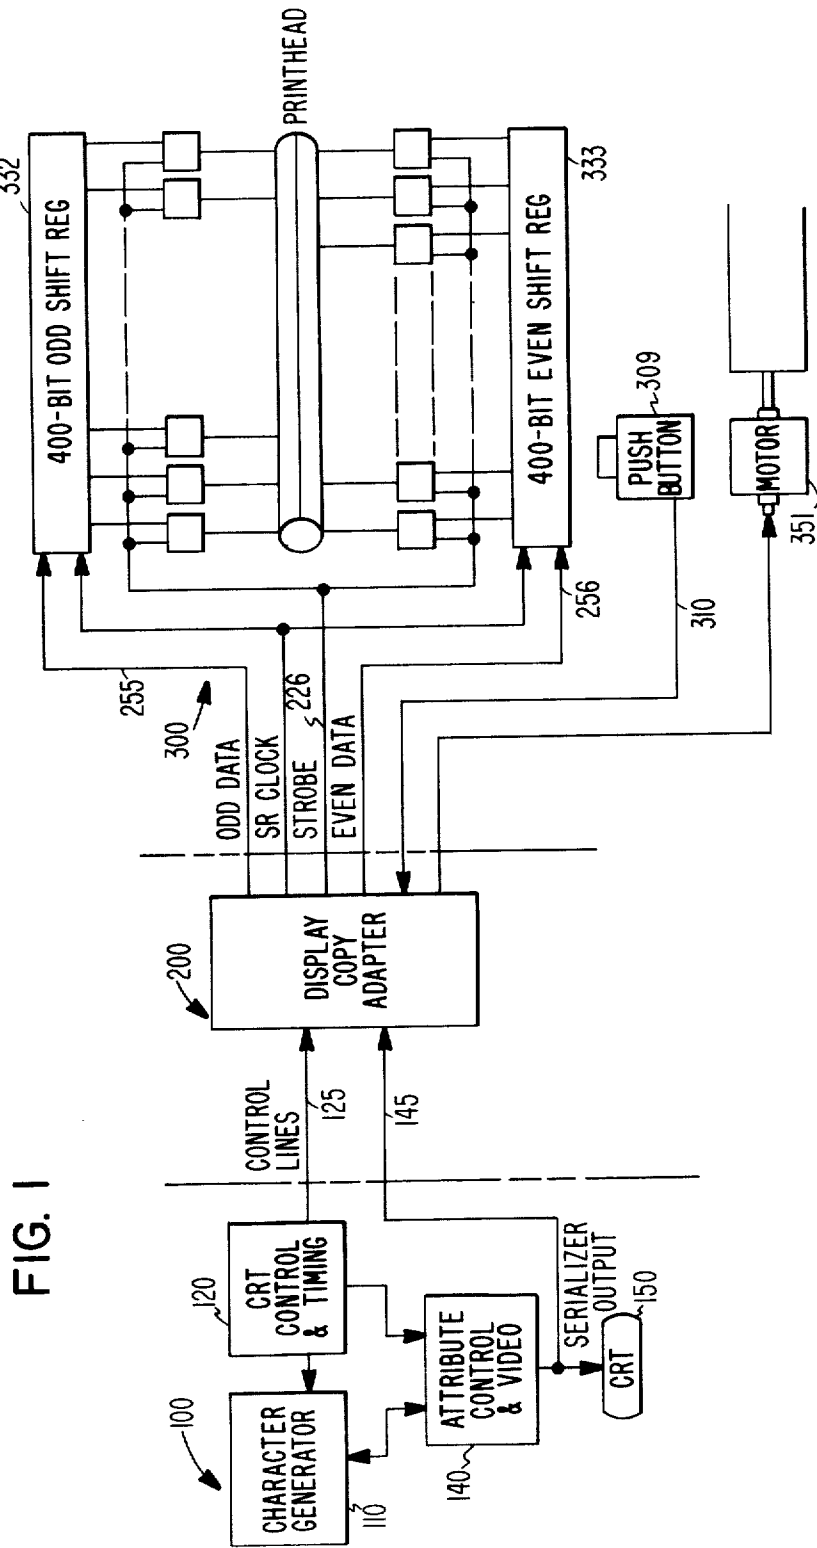 FIG. 1
100
120
CHARACTER
GENERATOR
110
CRT
CONTROL
& TIMING
ATTRIBUTE
CONTROL
& VIDEO
140
SERIALIZER
OUTPUT
CRT
150
CONTROL
LINES
125
145
200
DISPLAY
COPY
ADAPTER
300
ODD DATA
SR CLOCK
STROBE
226
EVEN DATA
255
256
310
332
400-BIT ODD SHIFT REG
PRINTHEAD
400-BIT EVEN SHIFT REG
333
PUSH
BUTTON
309
MOTOR
351